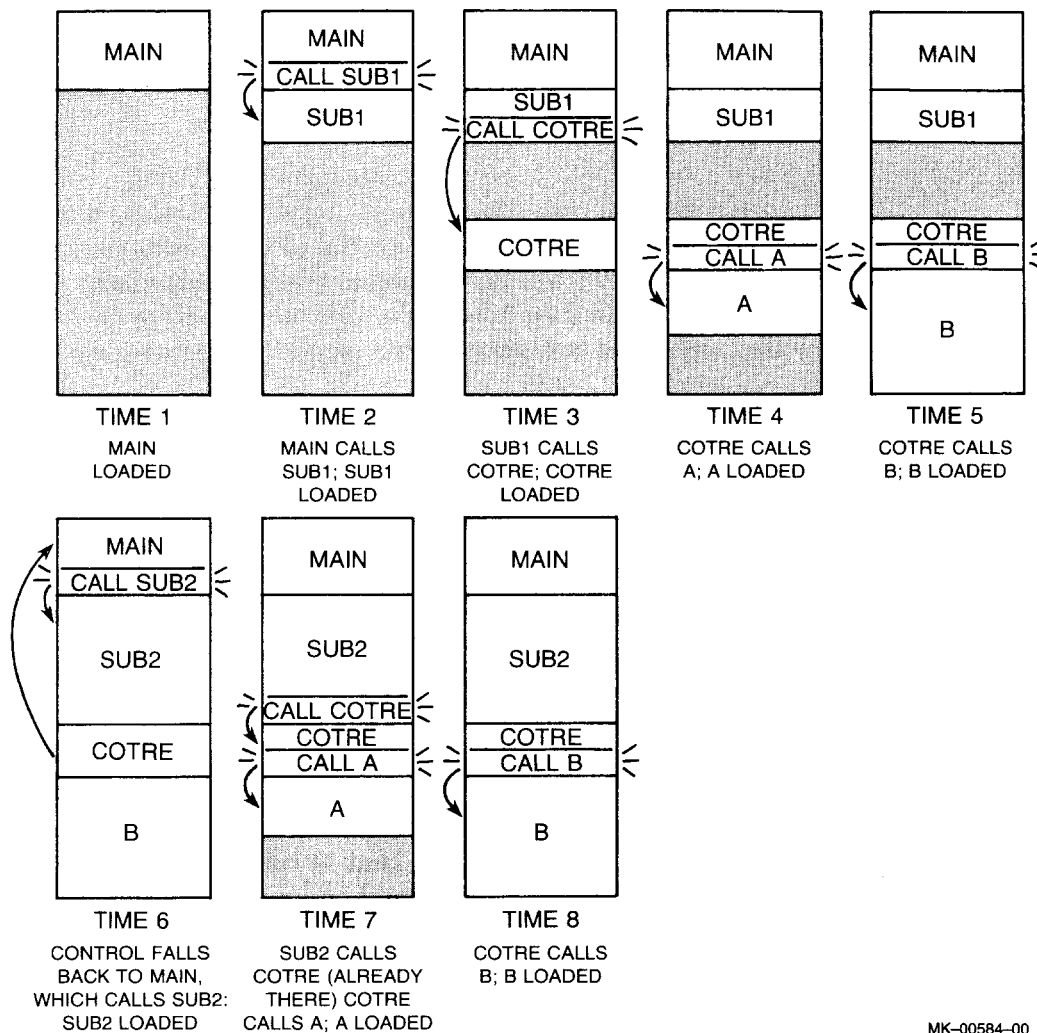 MAIN
TIME 1
MAIN
LOADED
MAIN
CALL SUB1
SUB1
TIME 2
MAIN CALLS
SUB1; SUB1
LOADED
MAIN
SUB1
CALL COTRE
COTRE
TIME 3
SUB1 CALLS
COTRE; COTRE
LOADED
MAIN
SUB1
COTRE
CALL A
A
TIME 4
COTRE CALLS
A; A LOADED
MAIN
SUB1
COTRE
CALL B
B
TIME 5
COTRE CALLS
B; B LOADED
MAIN
CALL SUB2
SUB2
COTRE
B
TIME 6
CONTROL FALLS
BACK TO MAIN,
WHICH CALLS SUB2:
SUB2 LOADED
MAIN
SUB2
CALL COTRE
COTRE
CALL A
A
TIME 7
SUB2 CALLS
COTRE (ALREADY
THERE) COTRE
CALLS A; A LOADED
MAIN
SUB2
COTRE
CALL B
B
TIME 8
COTRE CALLS
B; B LOADED
MK–00584–00